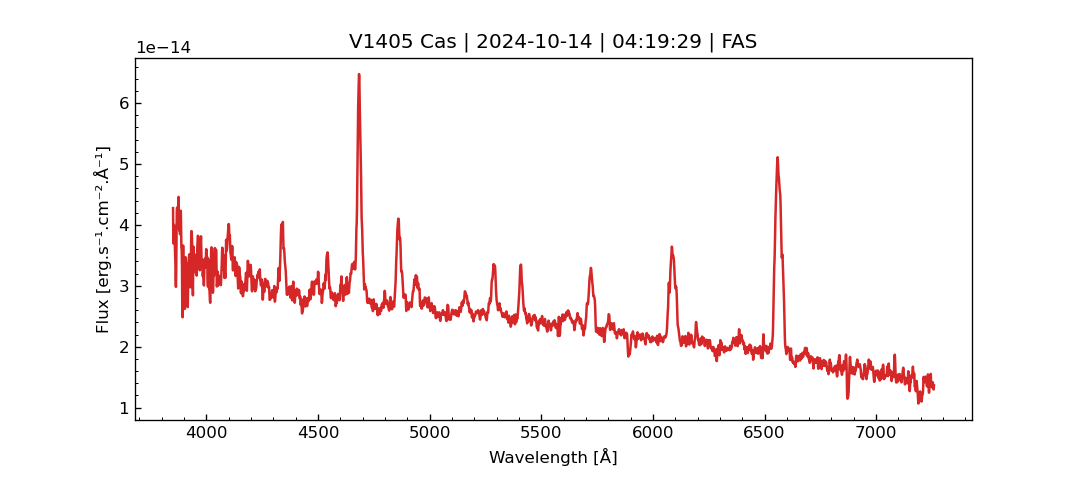 V1405 Cas | 2024-10-14 | 04:19:29 | FAS
1e−14
6
5
4
3
2
1
Flux [erg.s⁻¹.cm⁻².Å⁻¹]
4000 4500 5000 5500 6000 6500 7000
Wavelength [Å]